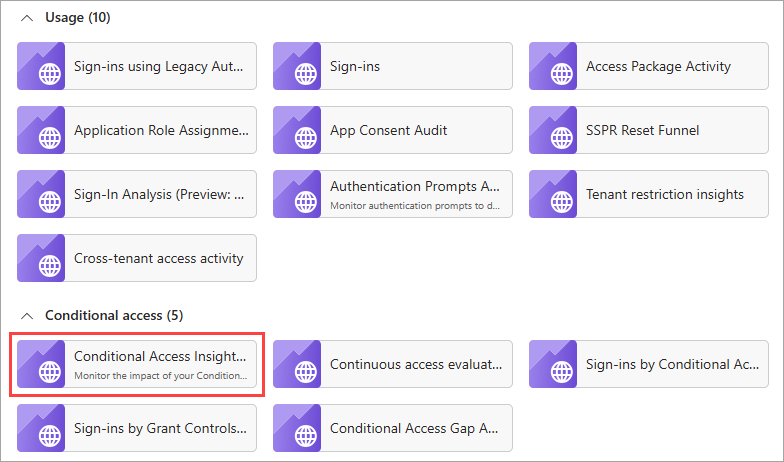 Usage (10)
Sign-ins using Legacy Aut...
Sign-ins
Access Package Activity
Application Role Assignme...
App Consent Audit
SSPR Reset Funnel
Sign-In Analysis (Preview: ...
Authentication Prompts A...
Monitor authentication prompts to d...
Tenant restriction insights
Cross-tenant access activity
Conditional access (5)
Conditional Access Insight...
Monitor the impact of your Condition...
Continuous access evaluat...
Sign-ins by Conditional Ac...
Sign-ins by Grant Controls...
Conditional Access Gap A...